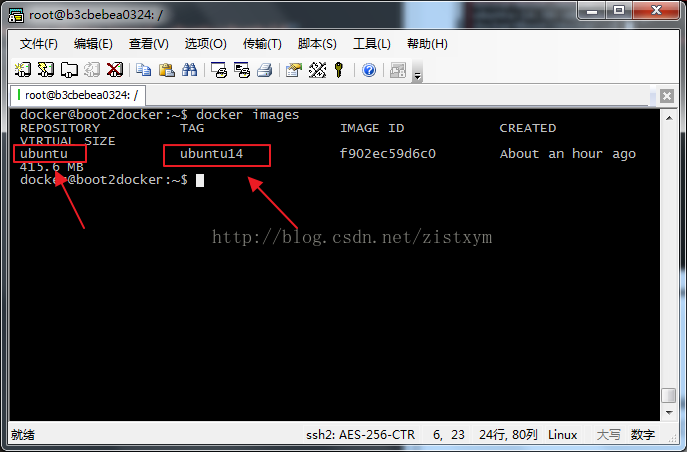 root@b3cbebea0324: /
文件(F) 编辑(E) 查看(V) 选项(O) 传输(T) 脚本(S) 工具(L) 帮助(H)
root@b3cbebea0324: /
docker@boot2docker:~$ docker images
REPOSITORY TAG IMAGE ID CREATED
VIRTUAL SIZE
ubuntu ubuntu14 f902ec59d6c0 About an hour ago
415.6 MB
docker@boot2docker:~$
http://blog.csdn.net/zistxym
就绪 ssh2: AES-256-CTR 6, 23 24行, 80列 Linux 大写 数字